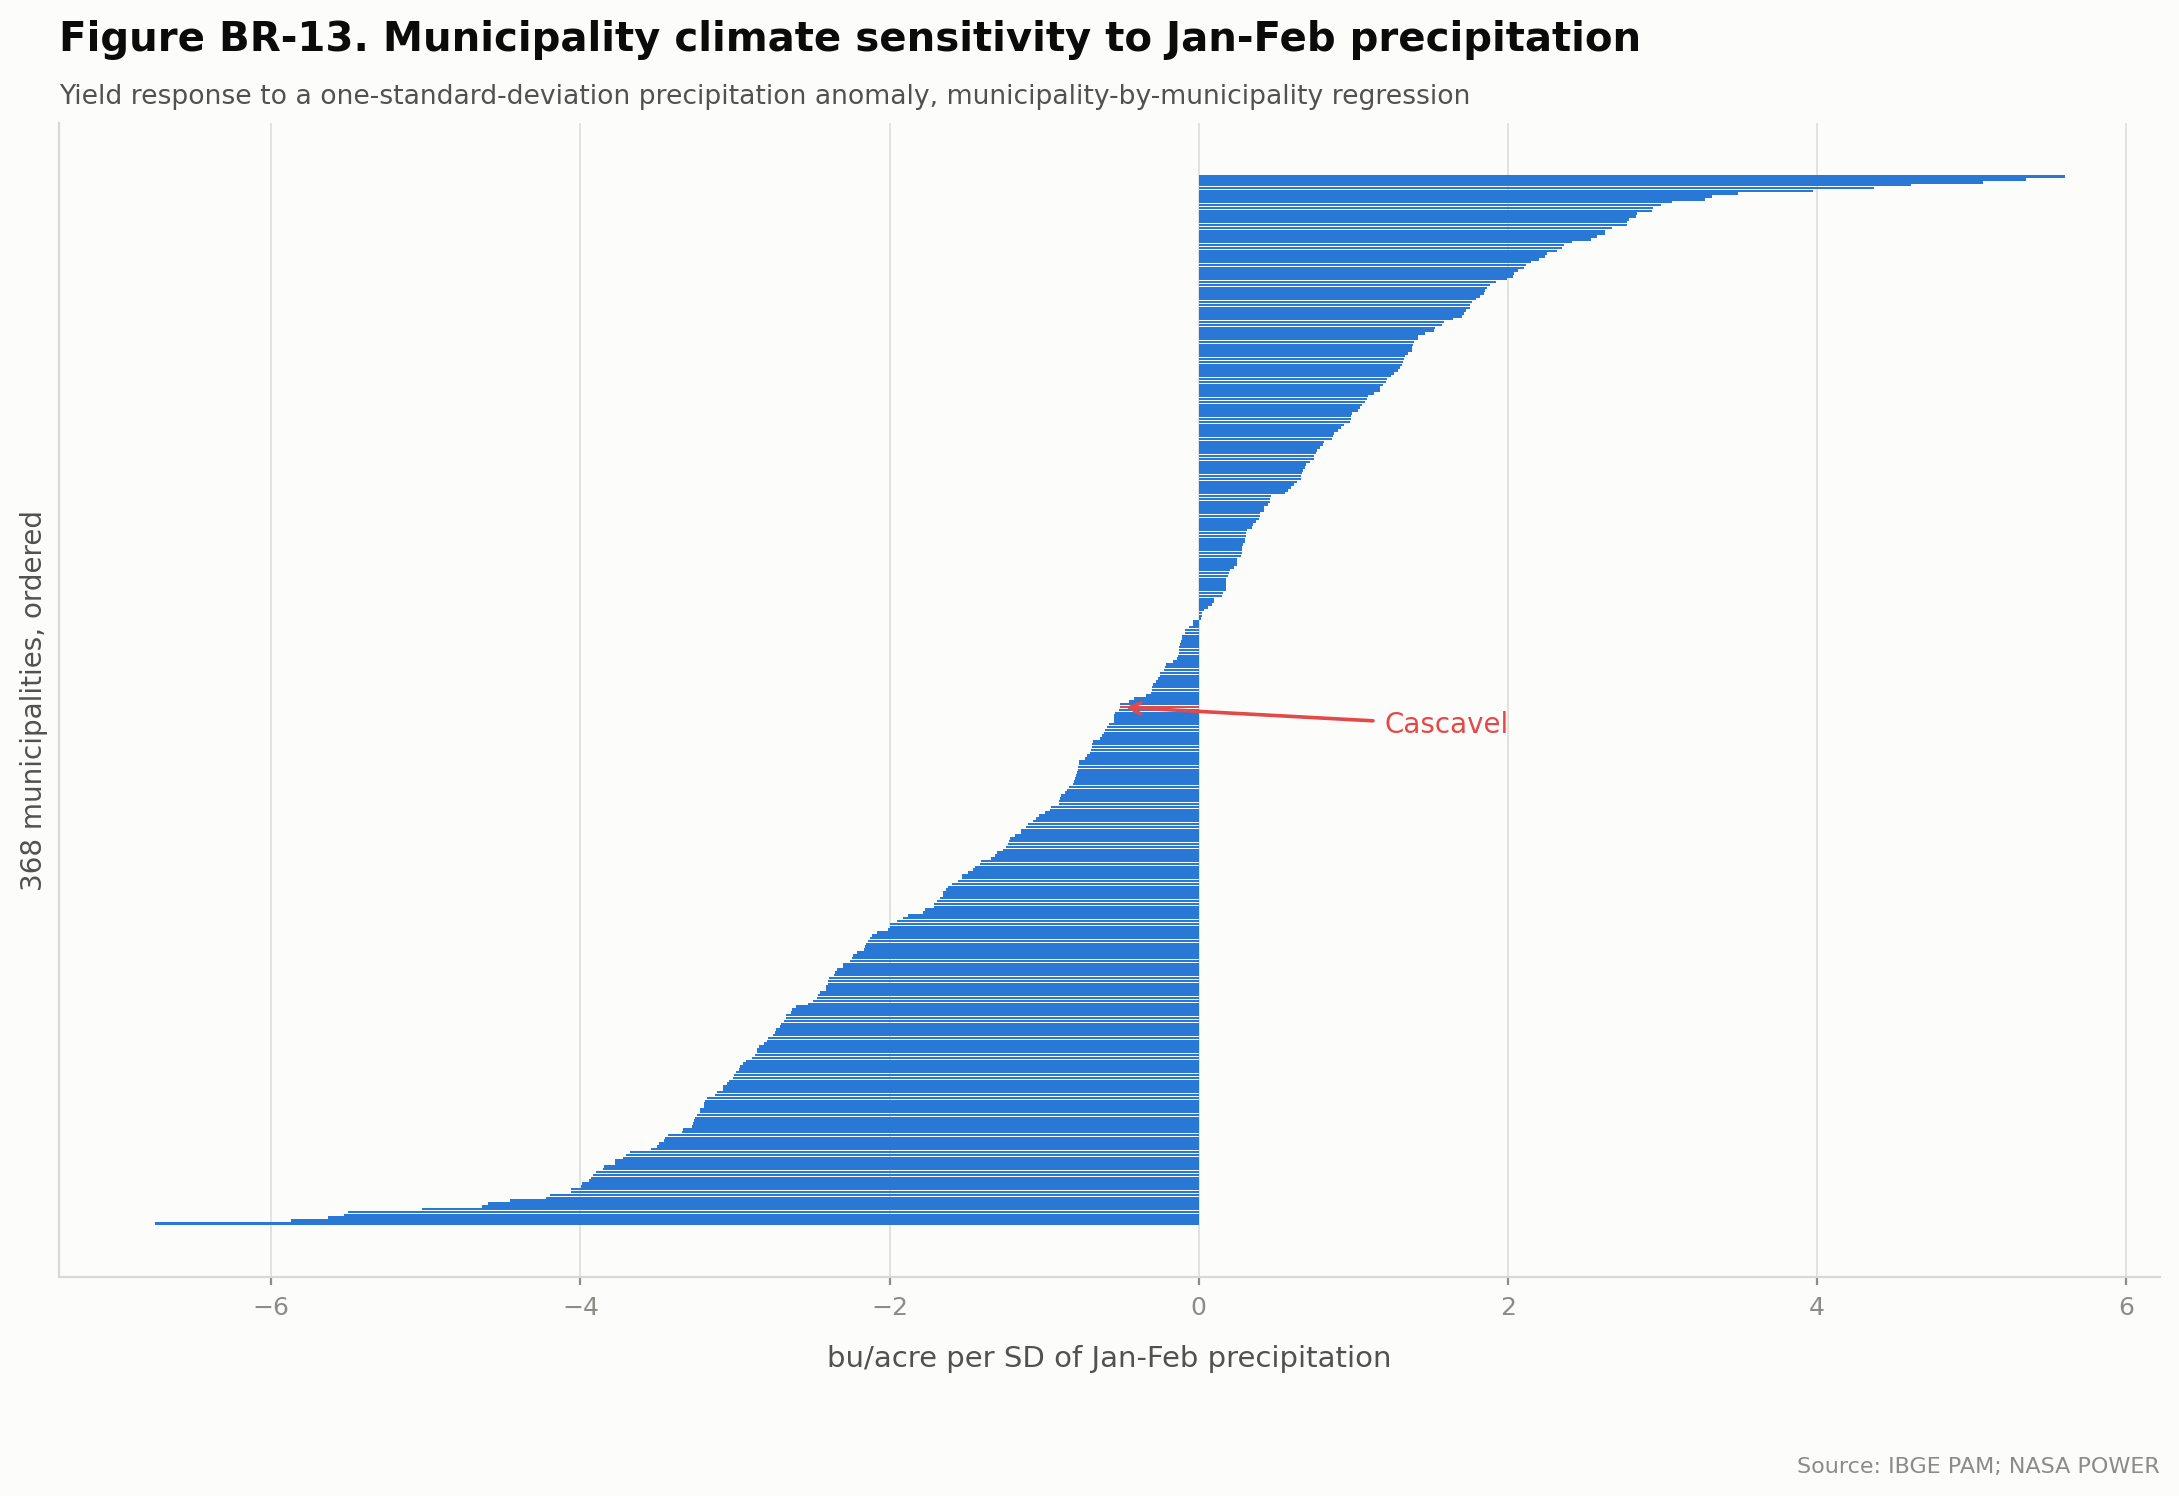 Figure BR-13. Municipality climate sensitivity to Jan-Feb precipitation
Yield response to a one-standard-deviation precipitation anomaly, municipality-by-municipality regression
368 municipalities, ordered
Cascavel
−6 −4 −2 0 2 4 6
bu/acre per SD of Jan-Feb precipitation
Source: IBGE PAM; NASA POWER